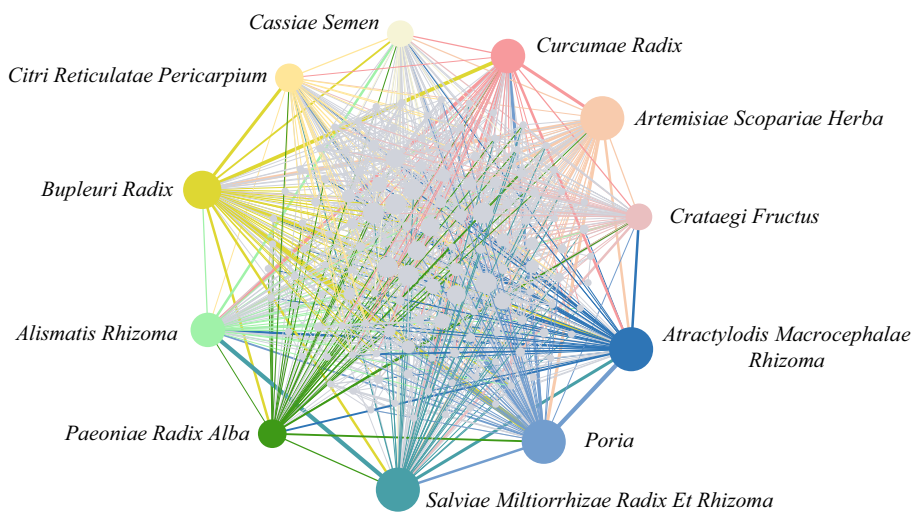 Cassiae Semen
Curcumae Radix
Citri Reticulatae Pericarpium
Artemisiae Scopariae Herba
Bupleuri Radix
Crataegi Fructus
Alismatis Rhizoma
Atractylodis Macrocephalae
Rhizoma
Paeoniae Radix Alba
Poria
Salviae Miltiorrhizae Radix Et Rhizoma